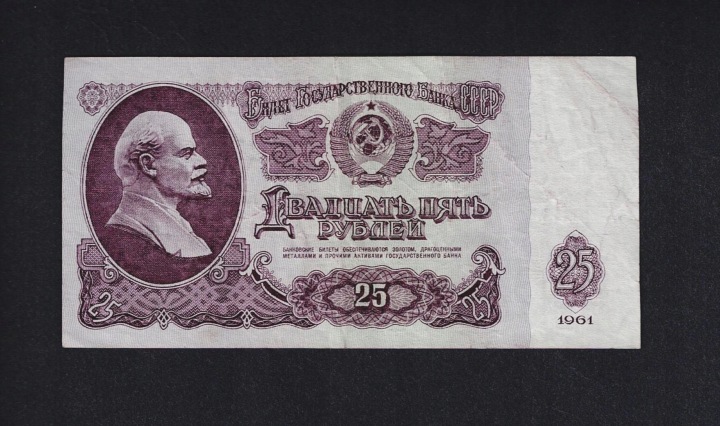 Билет Государственного Банка СССР
Двадцать пять
рублей
БАНКОВСКИЕ БИЛЕТЫ ОБЕСПЕЧИВАЮТСЯ ЗОЛОТОМ, ДРАГОЦЕННЫМИ
МЕТАЛЛАМИ И ПРОЧИМИ АКТИВАМИ ГОСУДАРСТВЕННОГО БАНКА
25
25
25
25
1961